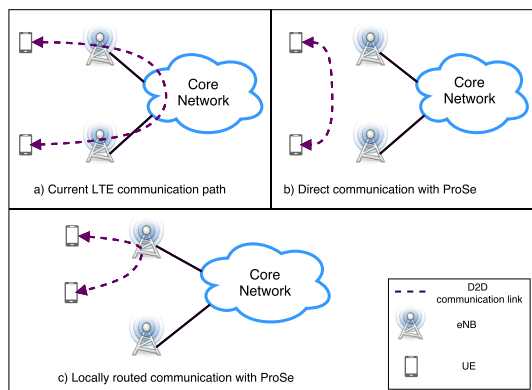 Core
Network
a) Current LTE communication path
Core
Network
b) Direct communication with ProSe
Core
Network
c) Locally routed communication with ProSe
D2D
communication link
eNB
UE